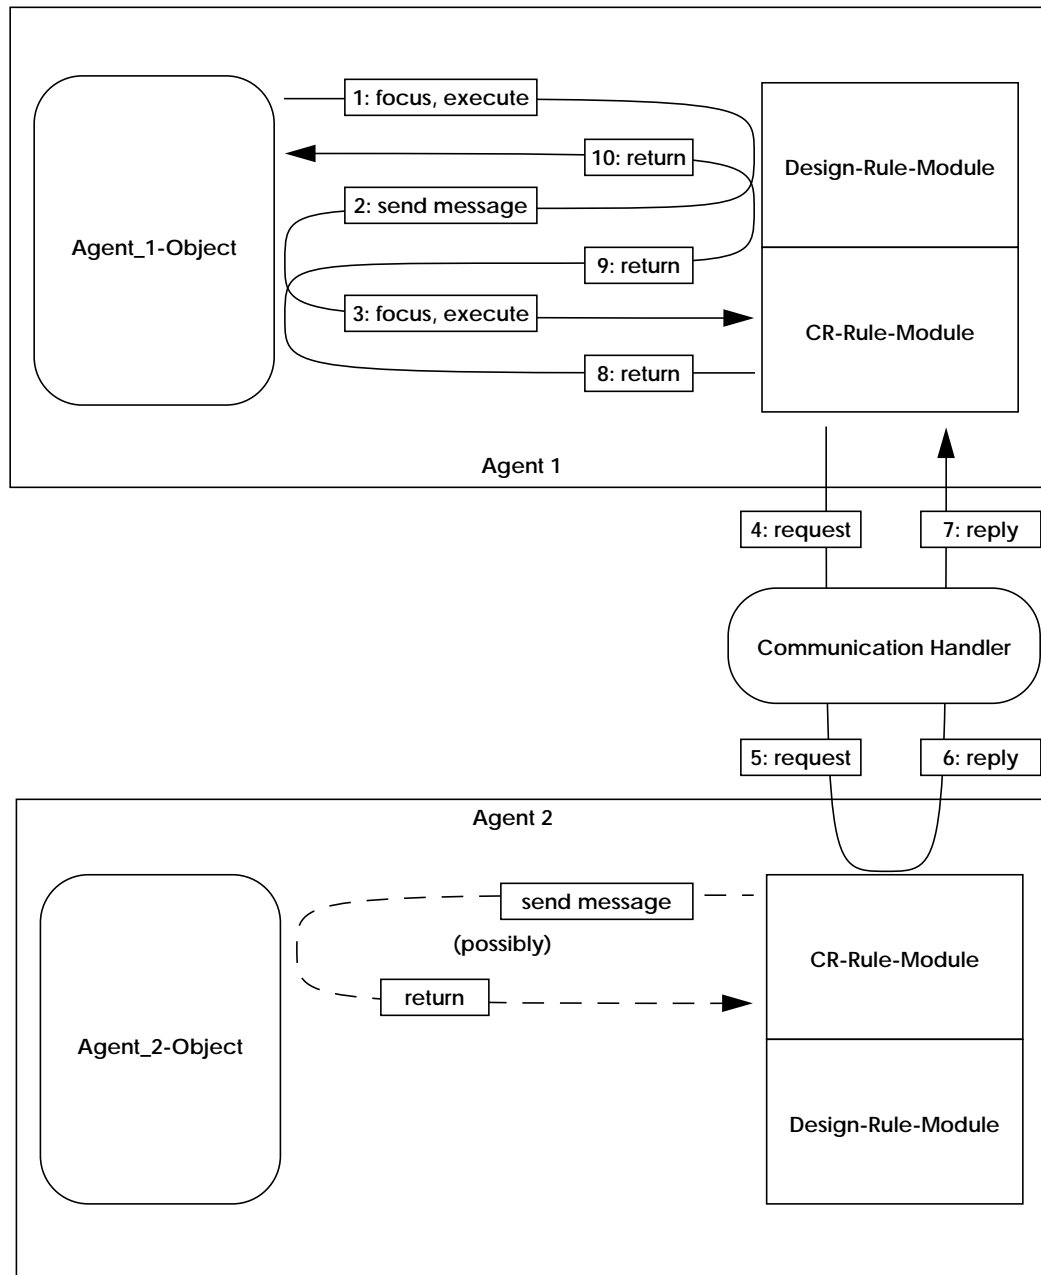 1: focus, execute
10: return
Design-Rule-Module
2: send message
Agent_1-Object
9: return
3: focus, execute
CR-Rule-Module
8: return
Agent 1
4: request
7: reply
Communication Handler
5: request
6: reply
Agent 2
send message
(possibly)
CR-Rule-Module
return
Agent_2-Object
Design-Rule-Module